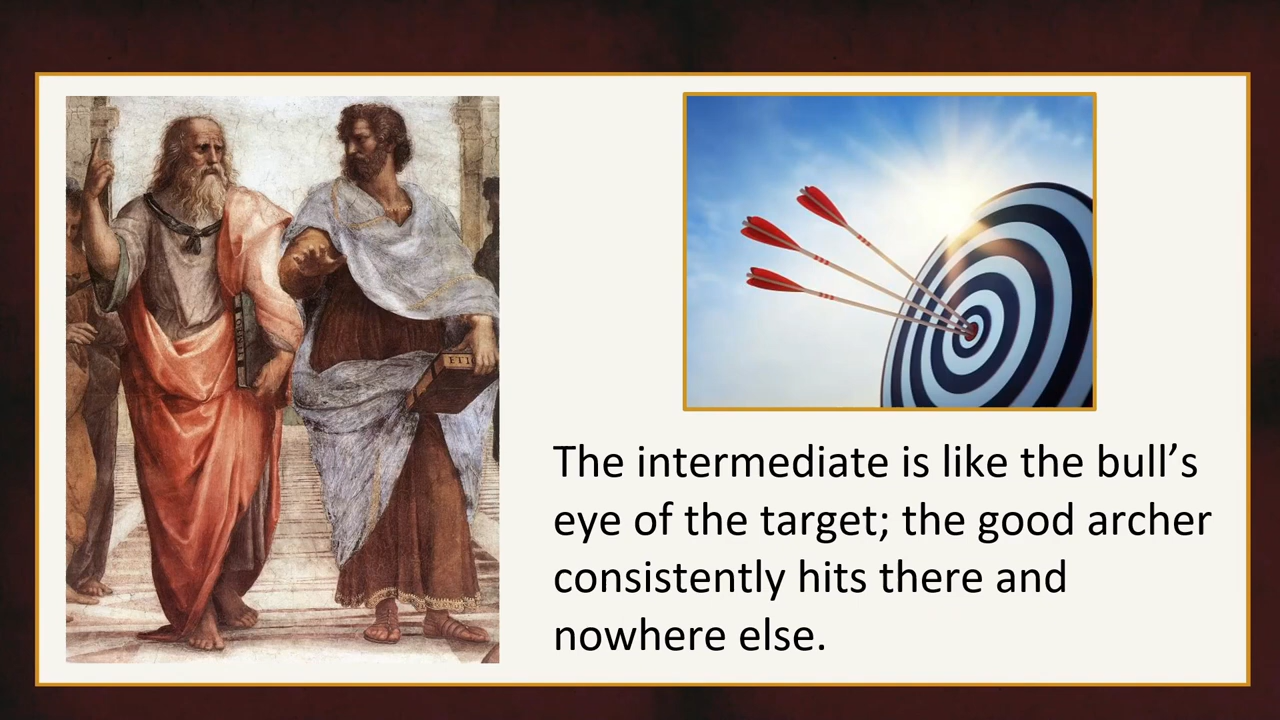 ETIC
The intermediate is like the bull’s
eye of the target; the good archer
consistently hits there and
nowhere else.